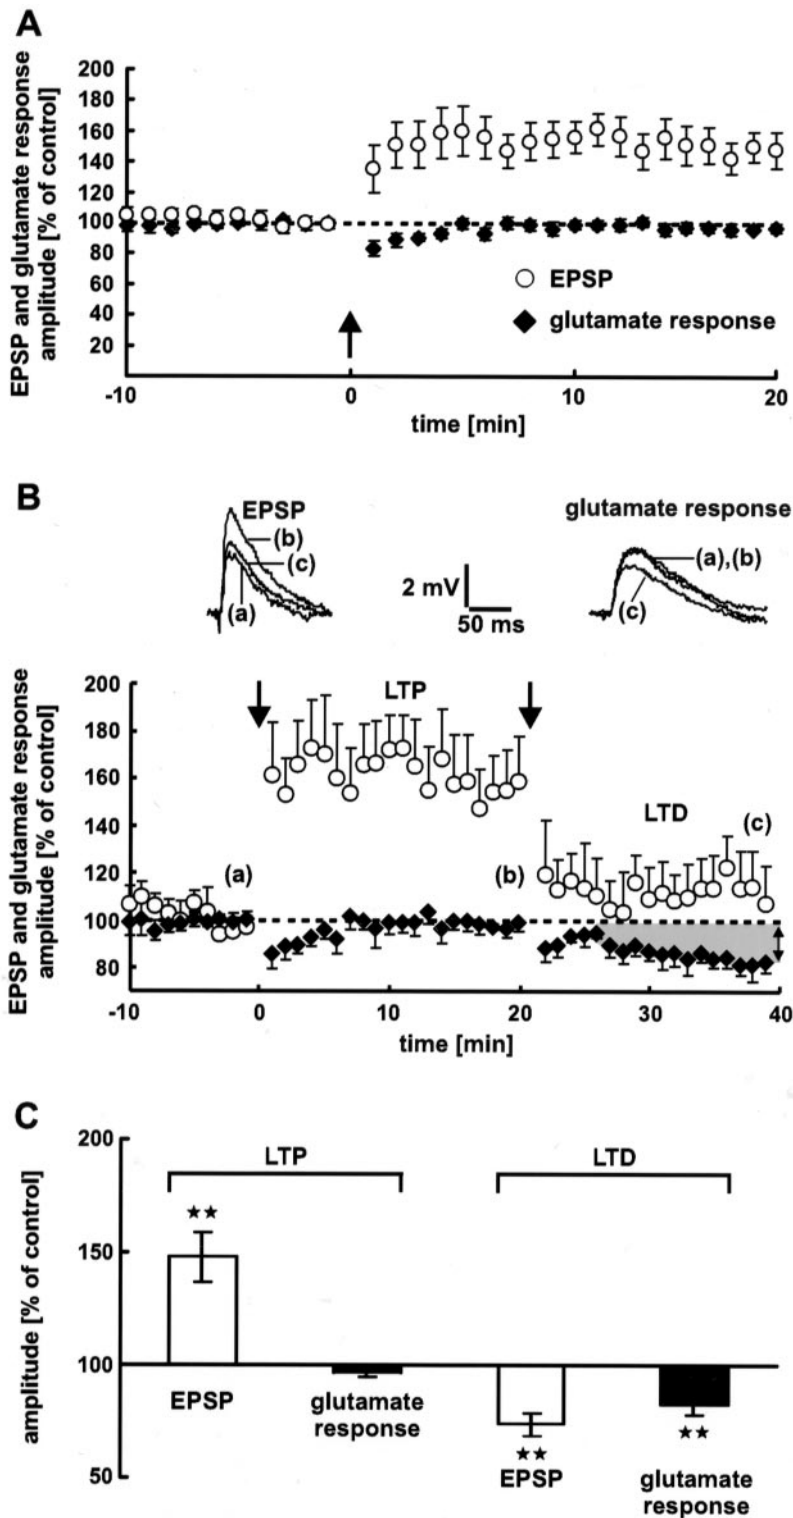 A
EPSP and glutamate response
amplitude [% of control]
200
180
160
140
120
100
80
60
40
20
EPSP
glutamate response
-10
0
10
20
time [min]
B
EPSP
(b)
(c)
(a)
2 mV
50 ms
glutamate response
(a),(b)
(c)
EPSP and glutamate response
amplitude [% of control]
200
180
160
140
120
100
80
LTP
LTD
(a)
(b)
(c)
-10
0
10
20
30
40
time [min]
C
amplitude [% of control]
200
150
100
50
LTP
LTD
★★
EPSP
glutamate
response
★★
EPSP
★★
glutamate
response